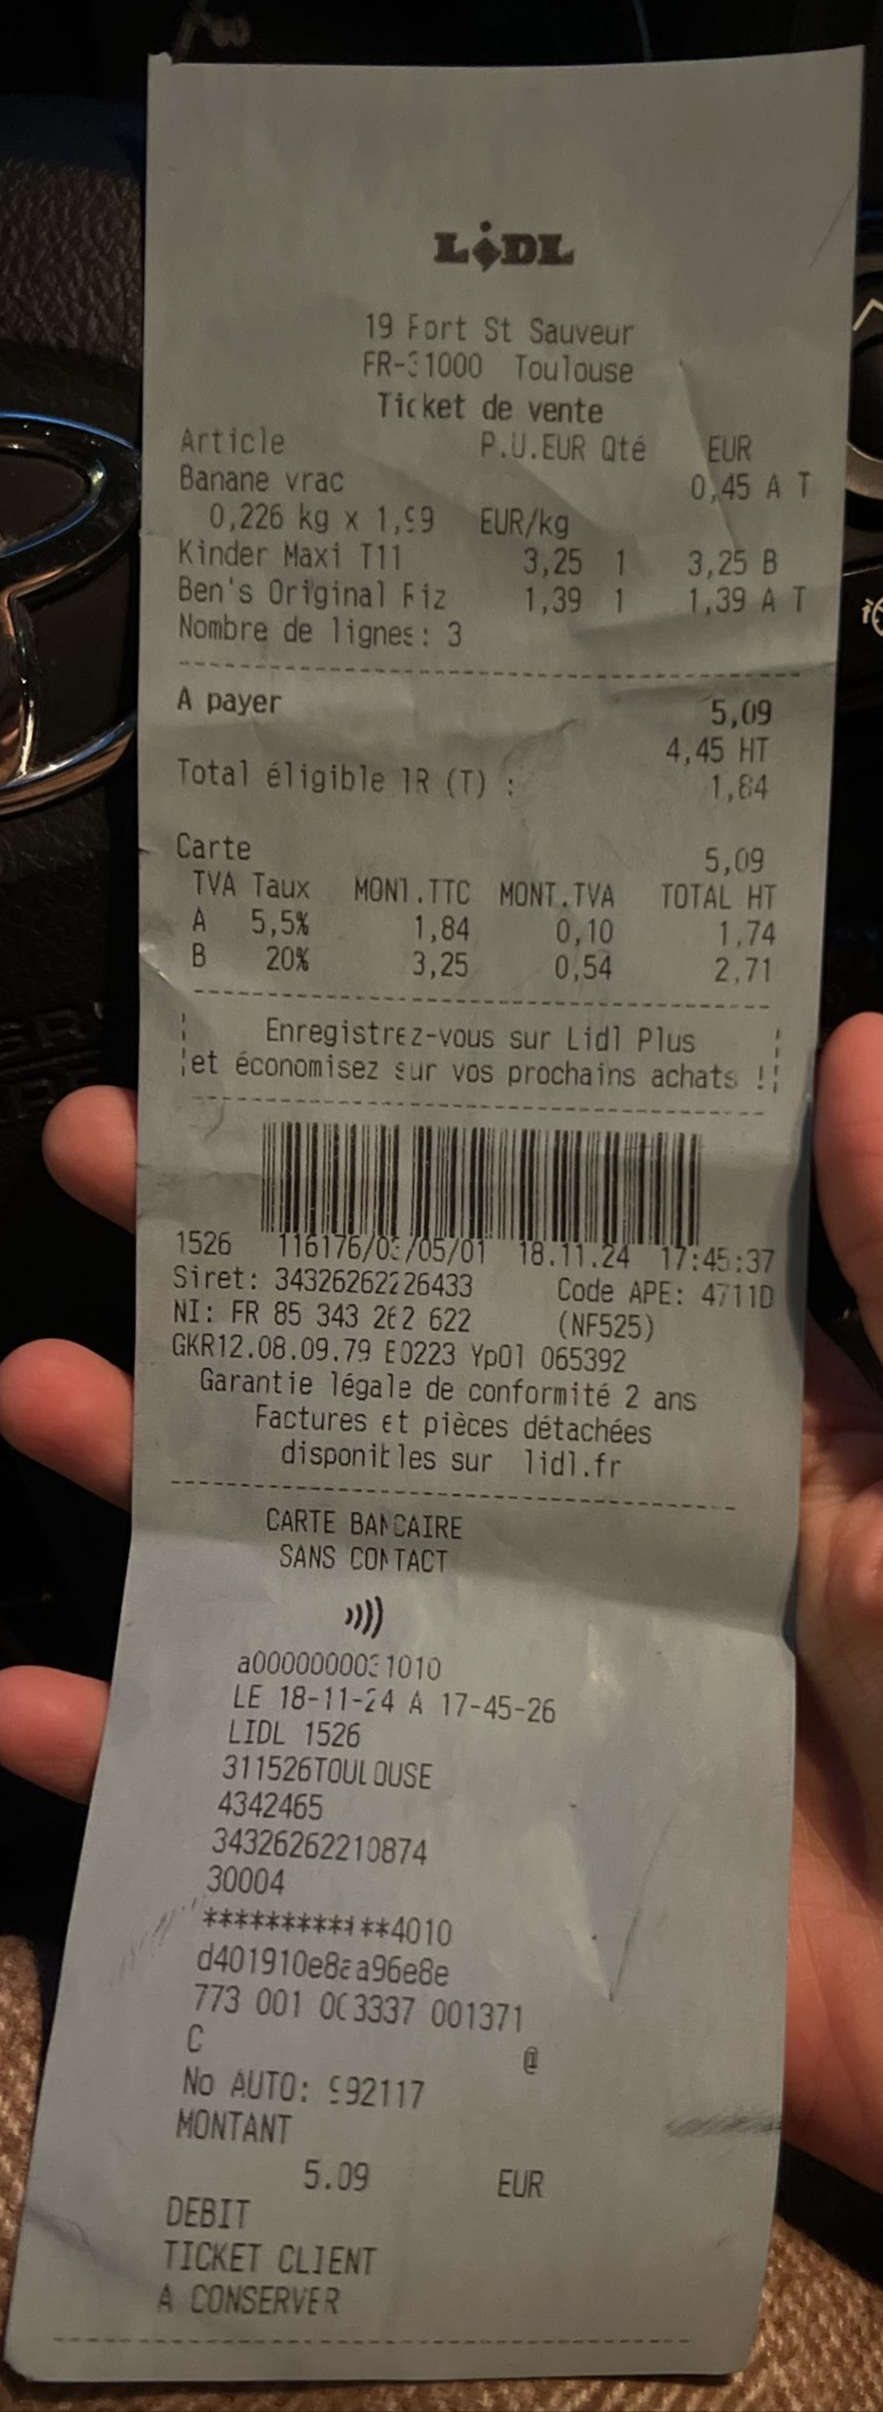 LIDL
19 Fort St Sauveur
FR-31000 Toulouse
Ticket de vente
Article P.U.EUR Qté EUR
Banane vrac 0,45 A T
0,226 kg x 1,99 EUR/kg
Kinder Maxi T11 3,25 1 3,25 B
Ben's Original Riz 1,39 1 1,39 A T
Nombre de lignes: 3
A payer 5,09
4,45 HT
Total éligible TR (T) : 1,84
Carte 5,09
TVA Taux MONT.TTC MONT.TVA TOTAL HT
A 5,5% 1,84 0,10 1,74
B 20% 3,25 0,54 2,71
Enregistrez-vous sur Lidl Plus
et économisez sur vos prochains achats !
1526 116176/03/05/01 18.11.24 17:45:37
Siret: 34326262226433 Code APE: 4711D
NI: FR 85 343 262 622 (NF525)
GKR12.08.09.79 E0223 Yp01 065392
Garantie légale de conformité 2 ans
Factures et pièces détachées
disponibles sur lidl.fr
CARTE BANCAIRE
SANS CONTACT
a0000000031010
LE 18-11-24 A 17-45-26
LIDL 1526
311526TOULOUSE
4342465
34326262210874
30004
************4010
d401910e8aa96e8e
773 001 003337 001371
C @
No AUTO: 992117
MONTANT
5.09 EUR
DEBIT
TICKET CLIENT
A CONSERVER